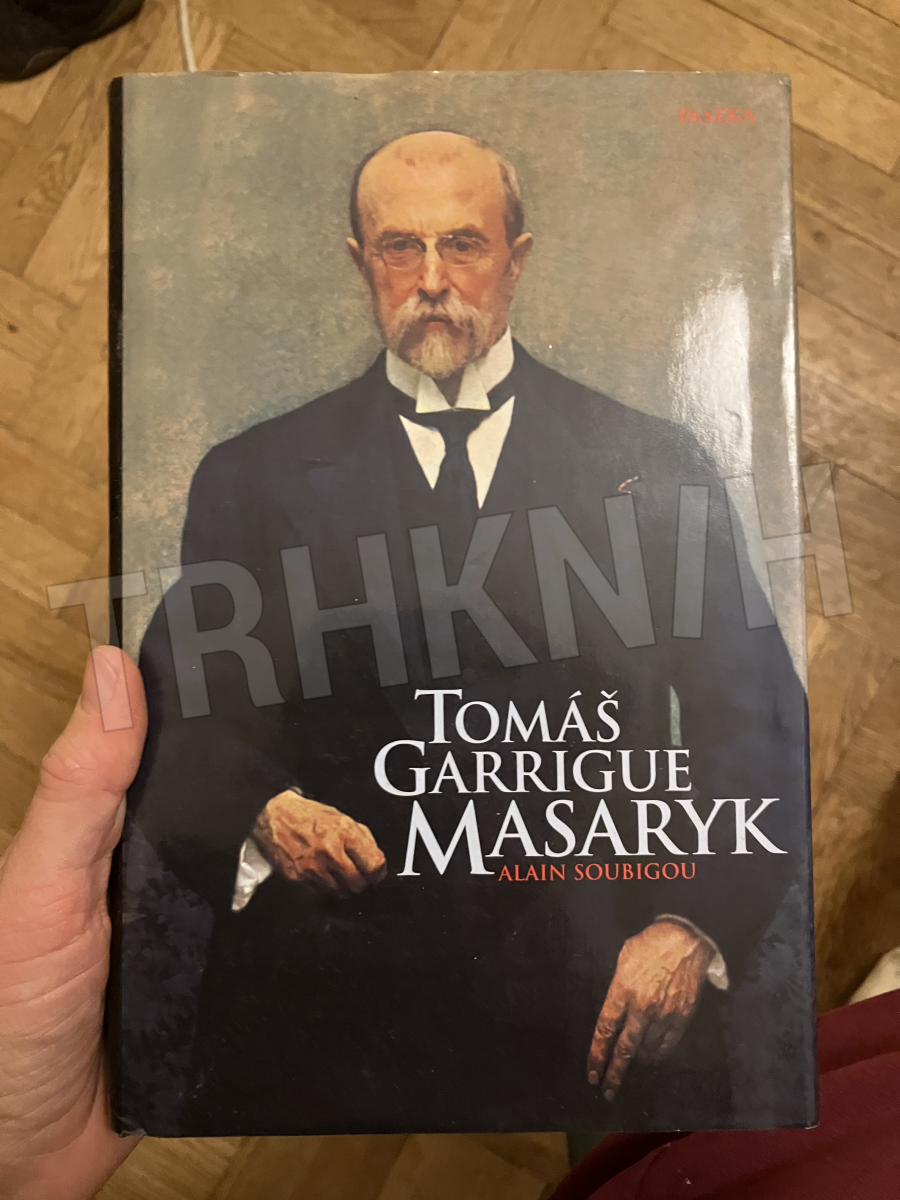 PASEKA
TRHKNIH
TOMÁŠ
GARRIGUE
MASARYK
ALAIN SOUBIGOU